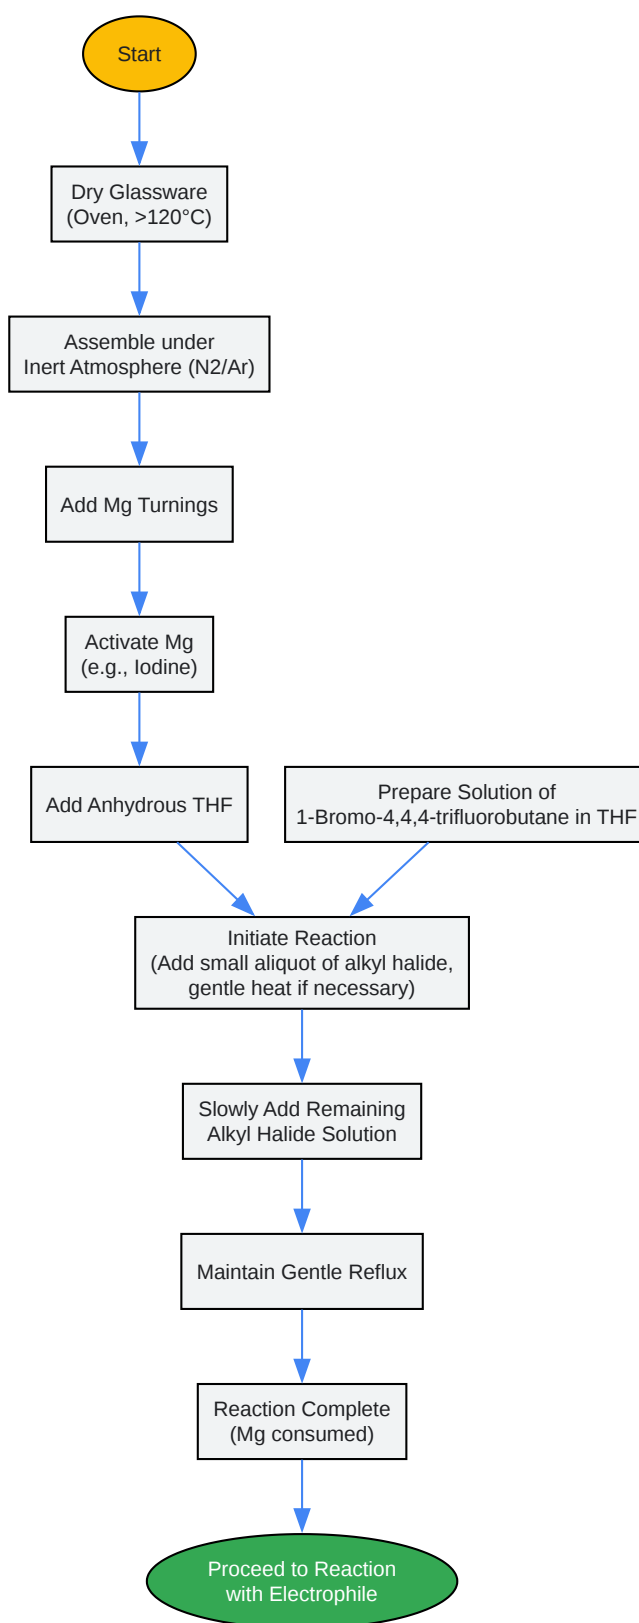 Start
Dry Glassware
(Oven, >120°C)
Assemble under
Inert Atmosphere (N2/Ar)
Add Mg Turnings
Activate Mg
(e.g., Iodine)
Add Anhydrous THF
Prepare Solution of
1-Bromo-4,4,4-trifluorobutane in THF
Initiate Reaction
(Add small aliquot of alkyl halide,
gentle heat if necessary)
Slowly Add Remaining
Alkyl Halide Solution
Maintain Gentle Reflux
Reaction Complete
(Mg consumed)
Proceed to Reaction
with Electrophile